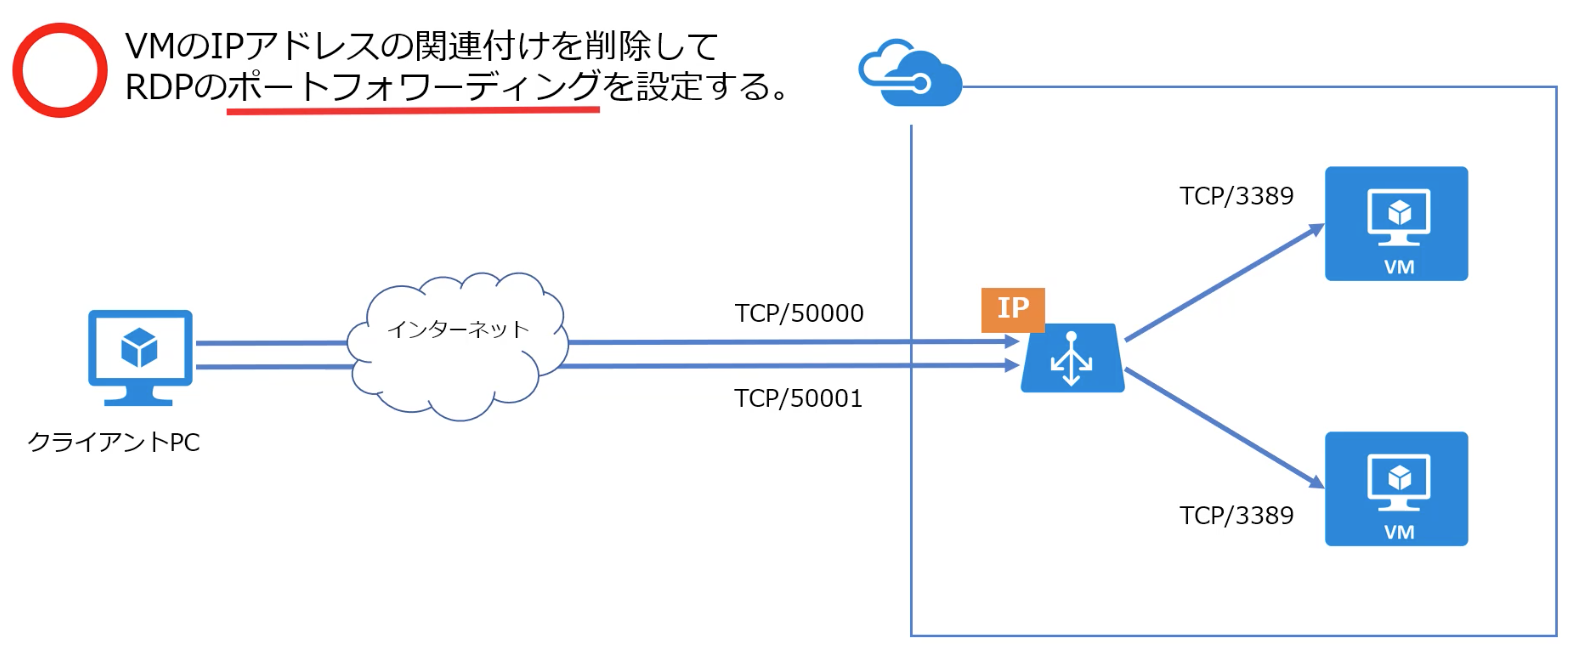 VMのIPアドレスの関連付けを削除して
RDPのポートフォワーディングを設定する。
TCP/3389
VM
IP
TCP/50000
インターネット
TCP/50001
クライアントPC
TCP/3389
VM